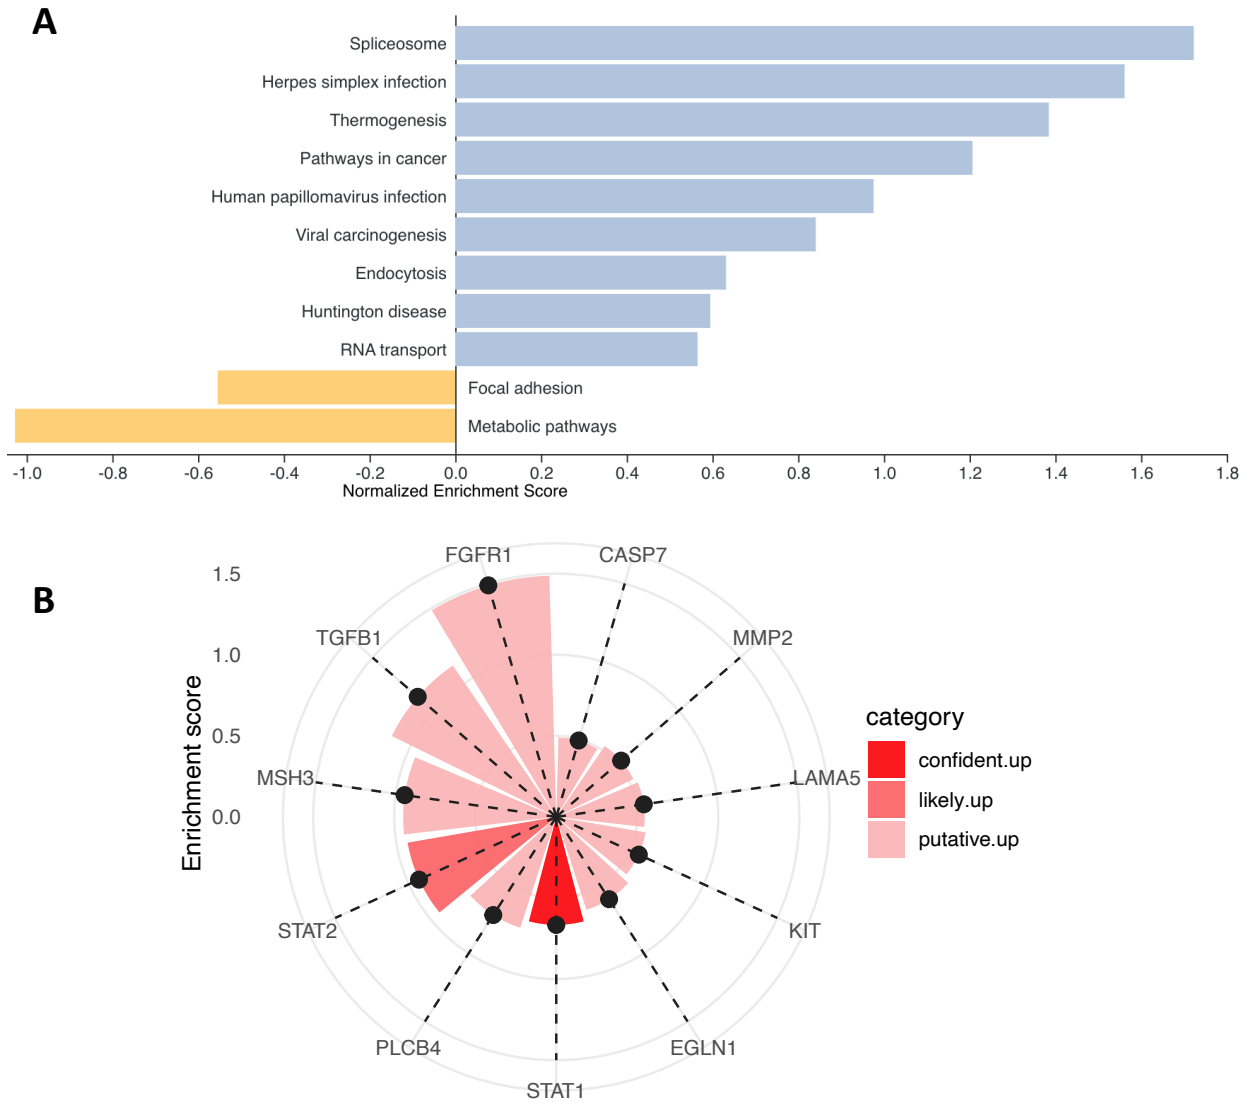 A
Spliceosome
Herpes simplex infection
Thermogenesis
Pathways in cancer
Human papillomavirus infection
Viral carcinogenesis
Endocytosis
Huntington disease
RNA transport
Focal adhesion
Metabolic pathways
-1.0 -0.8 -0.6 -0.4 -0.2 0.0 0.2 0.4 0.6 0.8 1.0 1.2 1.4 1.6 1.8
Normalized Enrichment Score
B
Enrichment score
1.5
1.0
0.5
0.0
FGFR1
CASP7
TGFB1
MMP2
MSH3
LAMA5
STAT2
KIT
PLCB4
EGLN1
STAT1
category
confident.up
likely.up
putative.up